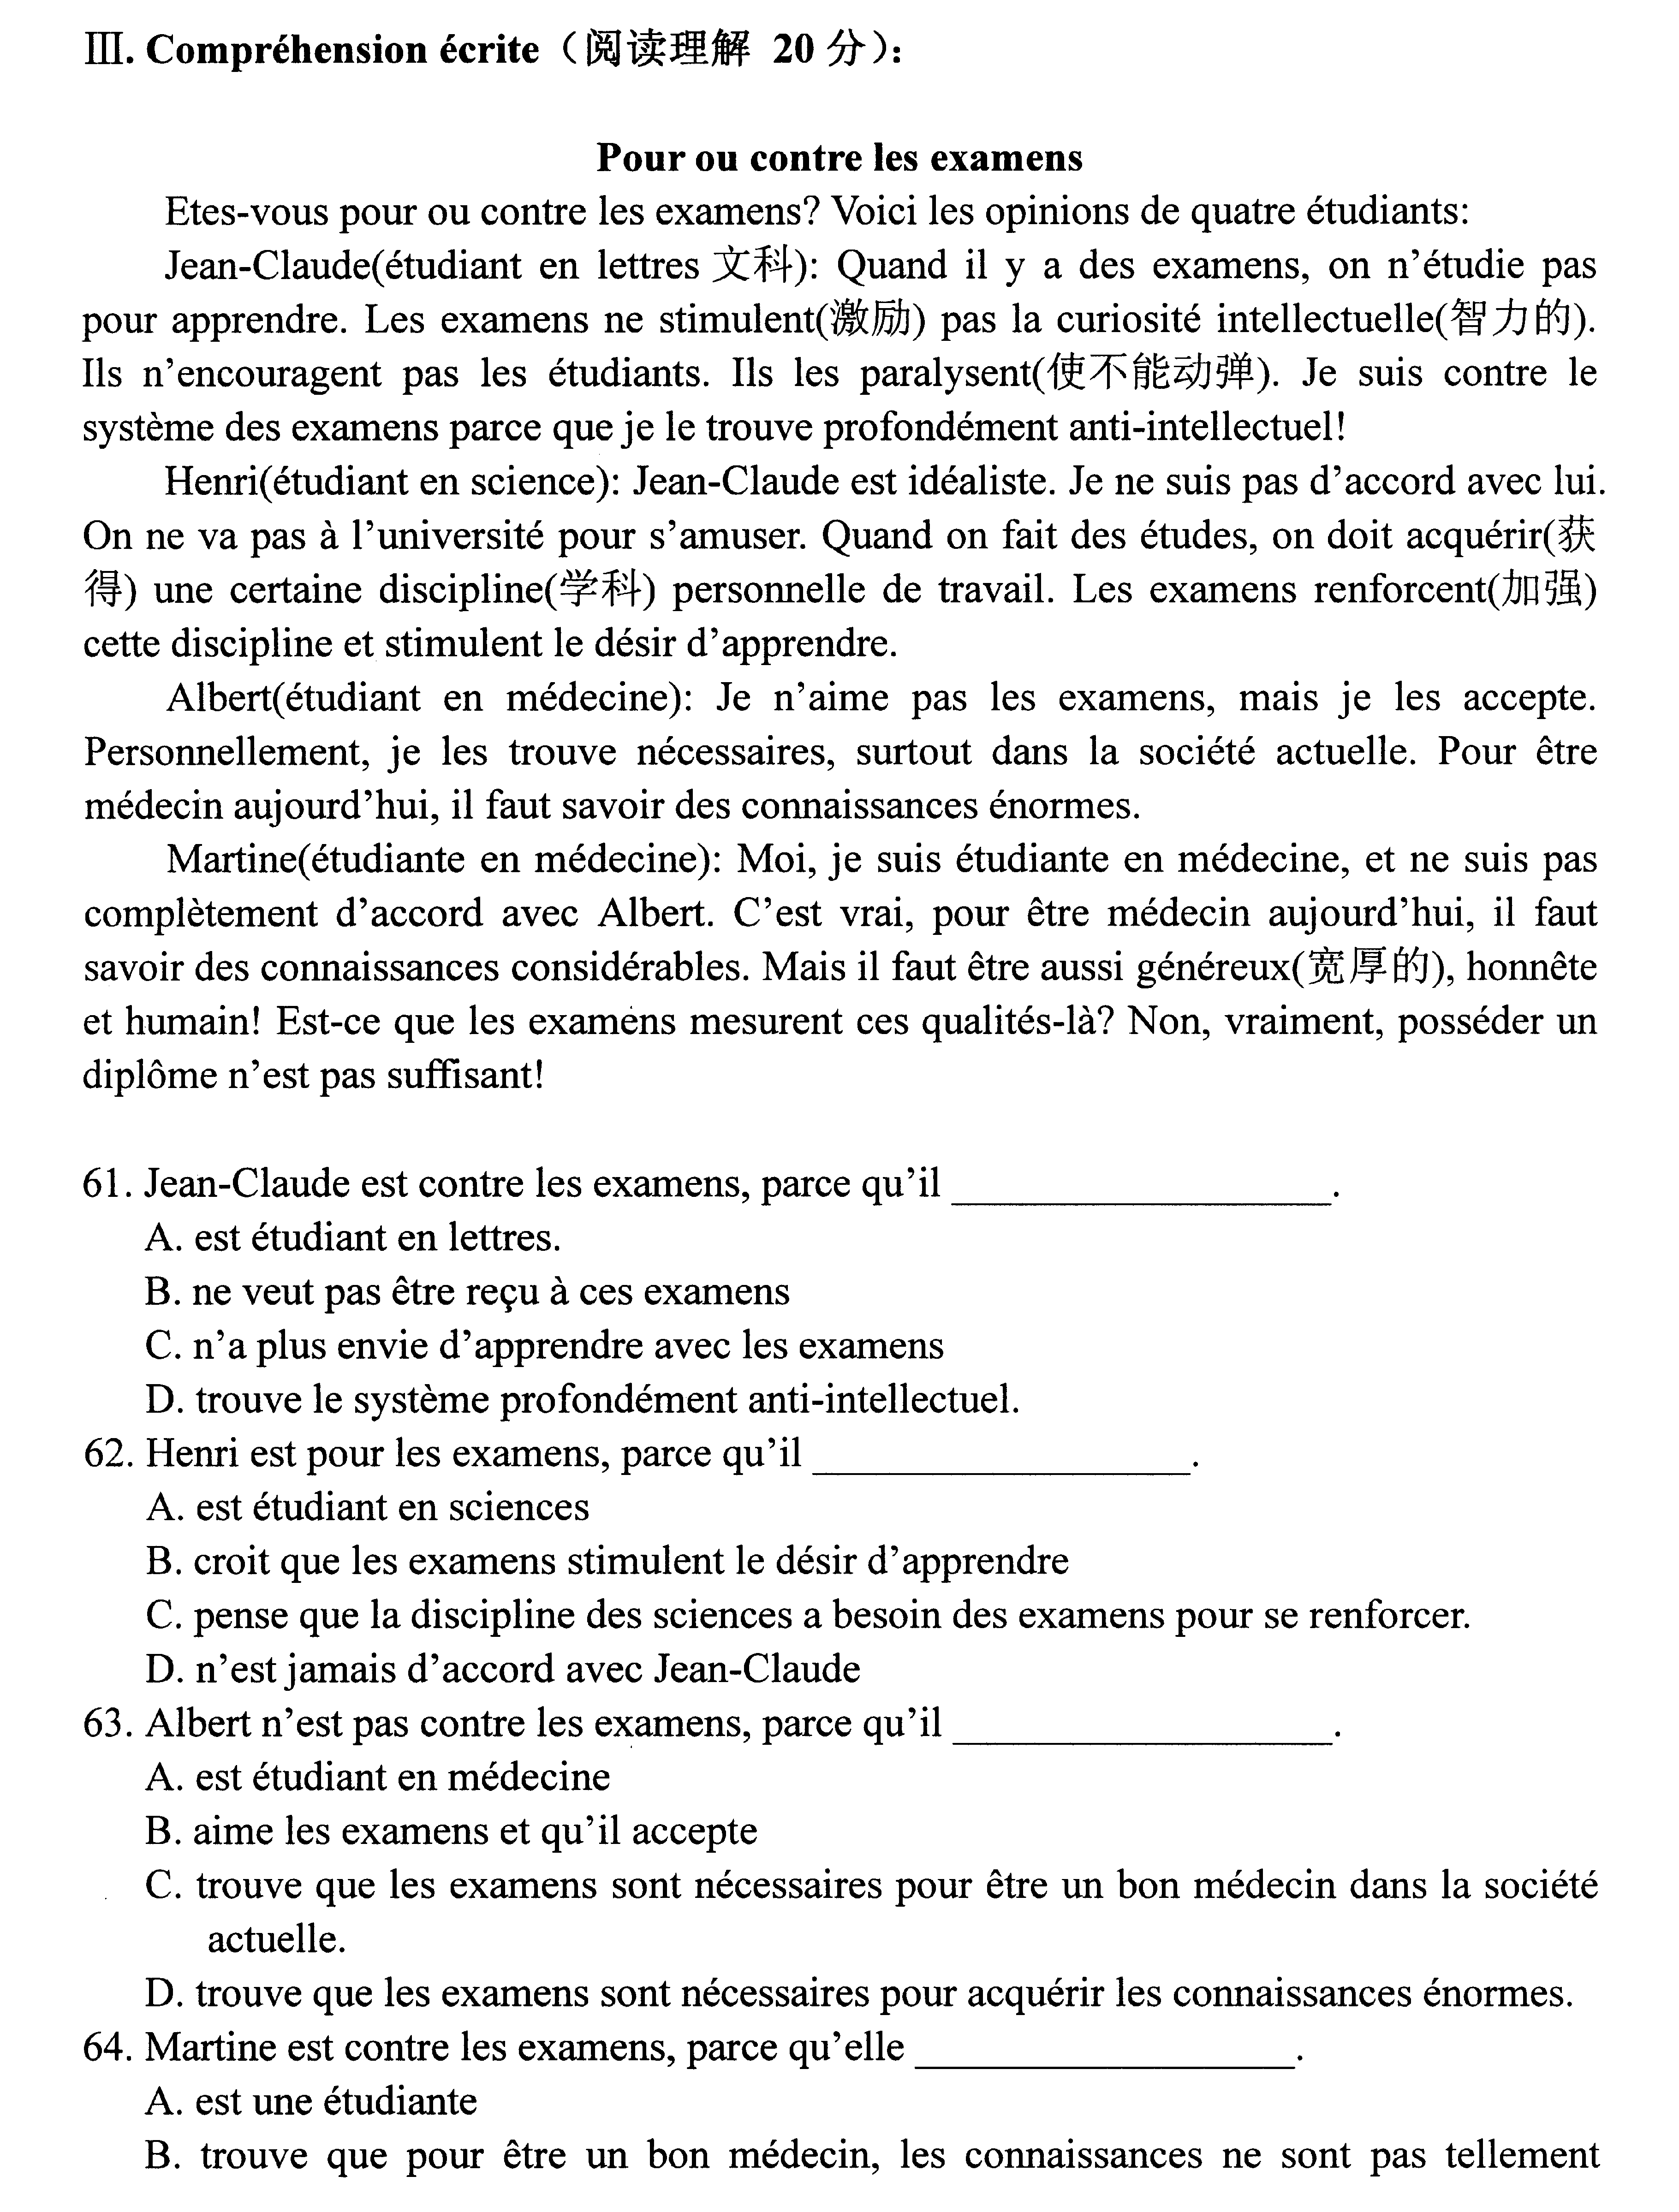 III. Compréhension écrite（阅读理解 20 分）:
Pour ou contre les examens
Etes-vous pour ou contre les examens? Voici les opinions de quatre étudiants:
Jean-Claude(étudiant en lettres 文科): Quand il y a des examens, on n'étudie pas
pour apprendre. Les examens ne stimulent(激励) pas la curiosité intellectuelle(智力的).
Ils n'encouragent pas les étudiants. Ils les paralysent(使不能动弹). Je suis contre le
système des examens parce que je le trouve profondément anti-intellectuel!
Henri(étudiant en science): Jean-Claude est idéaliste. Je ne suis pas d'accord avec lui.
On ne va pas à l'université pour s'amuser. Quand on fait des études, on doit acquérir(获
得) une certaine discipline(学科) personnelle de travail. Les examens renforcent(加强)
cette discipline et stimulent le désir d'apprendre.
Albert(étudiant en médecine): Je n'aime pas les examens, mais je les accepte.
Personnellement, je les trouve nécessaires, surtout dans la société actuelle. Pour être
médecin aujourd'hui, il faut savoir des connaissances énormes.
Martine(étudiante en médecine): Moi, je suis étudiante en médecine, et ne suis pas
complètement d'accord avec Albert. C'est vrai, pour être médecin aujourd'hui, il faut
savoir des connaissances considérables. Mais il faut être aussi généreux(宽厚的), honnête
et humain! Est-ce que les examens mesurent ces qualités-là? Non, vraiment, posséder un
diplôme n'est pas suffisant!
61. Jean-Claude est contre les examens, parce qu'il __________________.
A. est étudiant en lettres.
B. ne veut pas être reçu à ces examens
C. n'a plus envie d'apprendre avec les examens
D. trouve le système profondément anti-intellectuel.
62. Henri est pour les examens, parce qu'il __________________.
A. est étudiant en sciences
B. croit que les examens stimulent le désir d'apprendre
C. pense que la discipline des sciences a besoin des examens pour se renforcer.
D. n'est jamais d'accord avec Jean-Claude
63. Albert n'est pas contre les examens, parce qu'il __________________.
A. est étudiant en médecine
B. aime les examens et qu'il accepte
C. trouve que les examens sont nécessaires pour être un bon médecin dans la société
actuelle.
D. trouve que les examens sont nécessaires pour acquérir les connaissances énormes.
64. Martine est contre les examens, parce qu'elle __________________.
A. est une étudiante
B. trouve que pour être un bon médecin, les connaissances ne sont pas tellement